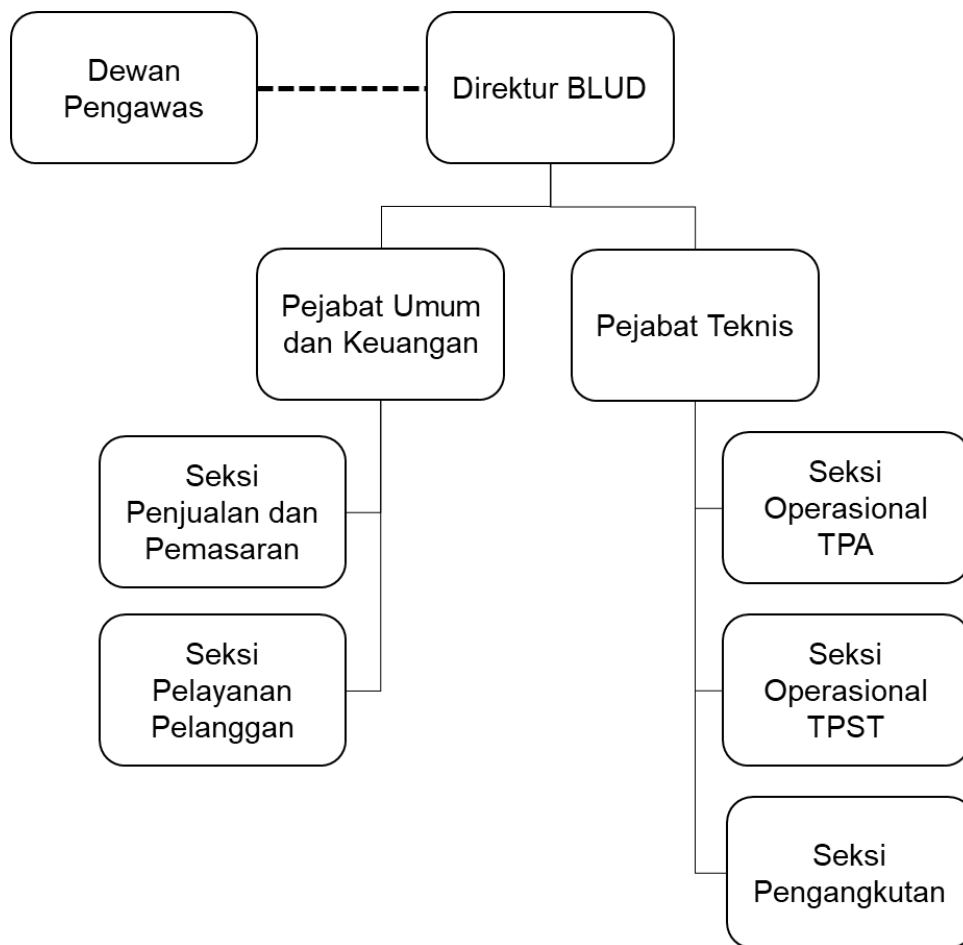 Dewan
Pengawas
Direktur BLUD
Pejabat Umum
dan Keuangan
Pejabat Teknis
Seksi
Penjualan dan
Pemasaran
Seksi
Pelayanan
Pelanggan
Seksi
Operasional
TPA
Seksi
Operasional
TPST
Seksi
Pengangkutan